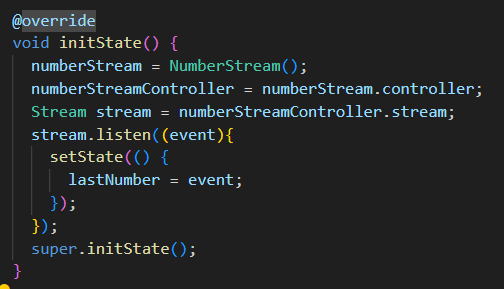 @override
void initState() {
  numberStream = NumberStream();
  numberStreamController = numberStream.controller;
  Stream stream = numberStreamController.stream;
  stream.listen((event){
    setState(() {
      lastNumber = event;
    });
  });
  super.initState();
}